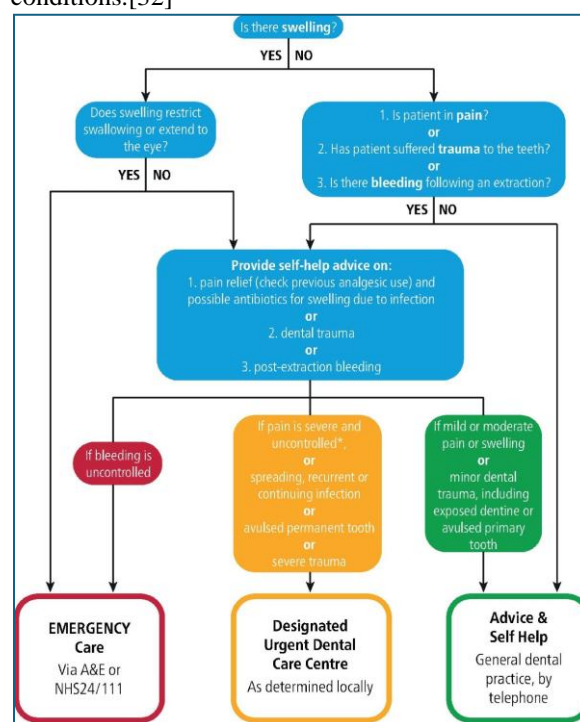 conditions.[32]
Is there swelling?
YES NO
Does swelling restrict
swallowing or extend to
the eye?
1. Is patient in pain?
or
2. Has patient suffered trauma to the teeth?
or
3. Is there bleeding following an extraction?
YES NO
YES NO
Provide self-help advice on:
1. pain relief (check previous analgesic use) and
possible antibiotics for swelling due to infection
or
2. dental trauma
or
3. post-extraction bleeding
If bleeding is
uncontrolled
If pain is severe and
uncontrolled*,
or
spreading, recurrent or
continuing infection
or
avulsed permanent tooth
or
severe trauma
If mild or moderate
pain or swelling
or
minor dental
trauma, including
exposed dentine or
avulsed primary
tooth
EMERGENCY
Care
Via A&E or
NHS24/111
Designated
Urgent Dental
Care Centre
As determined locally
Advice &
Self Help
General dental
practice, by
telephone